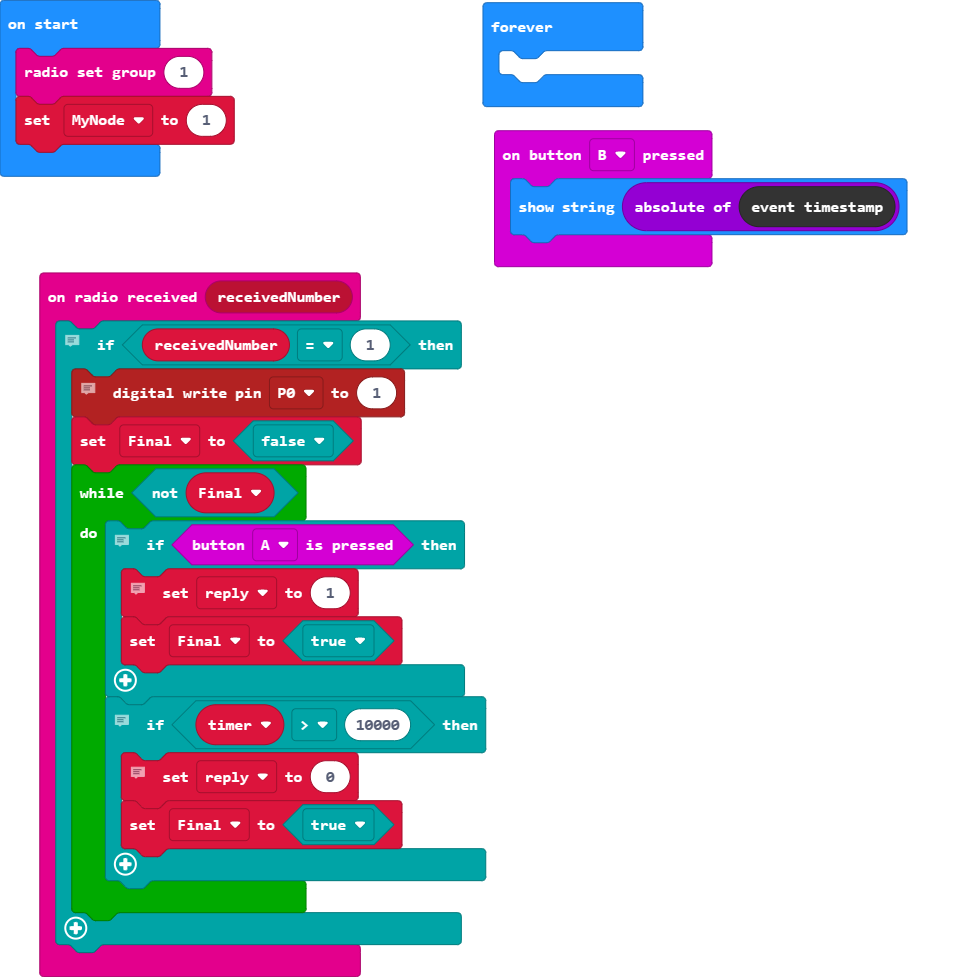 on start
radio set group 1
set MyNode to 1
forever
on button B pressed
show string absolute of event timestamp
on radio received receivedNumber
if receivedNumber = 1 then
digital write pin P0 to 1
set Final to false
while not Final
do
if button A is pressed then
set reply to 1
set Final to true
if timer > 10000 then
set reply to 0
set Final to true